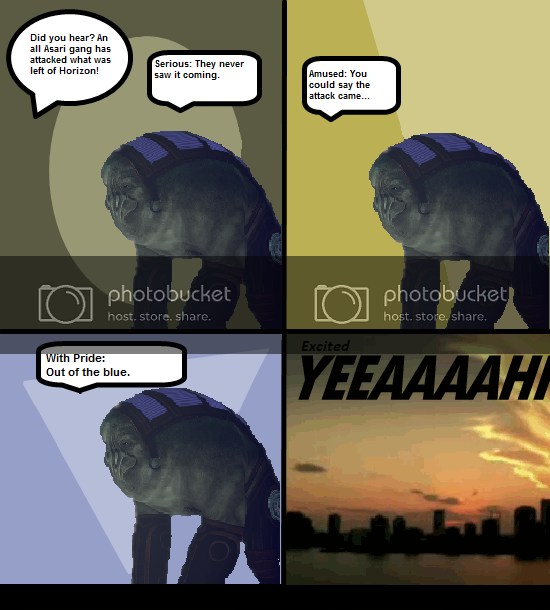 Did you hear? An
all Asari gang has
attacked what was
left of Horizon!
Serious: They never
saw it coming.
Amused: You
could say the
attack came...
photobucket
host. store. share.
photobucket
host. store. share.
With Pride:
Out of the blue.
Excited
YEEAAAAHH